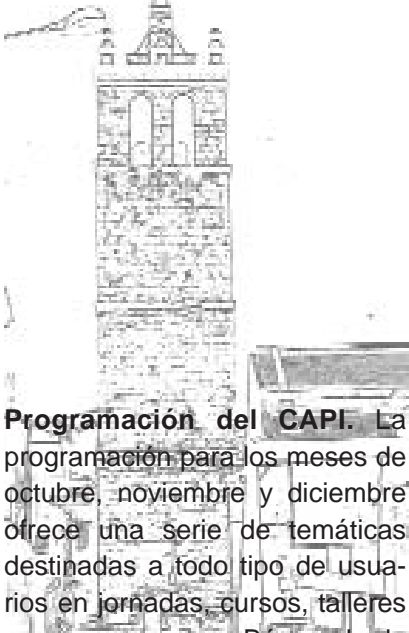 Programación del CAPI. La
programación para los meses de
octubre, noviembre y diciembre
ofrece una serie de temáticas
destinadas a todo tipo de usua-
rios en jornadas, cursos, talleres